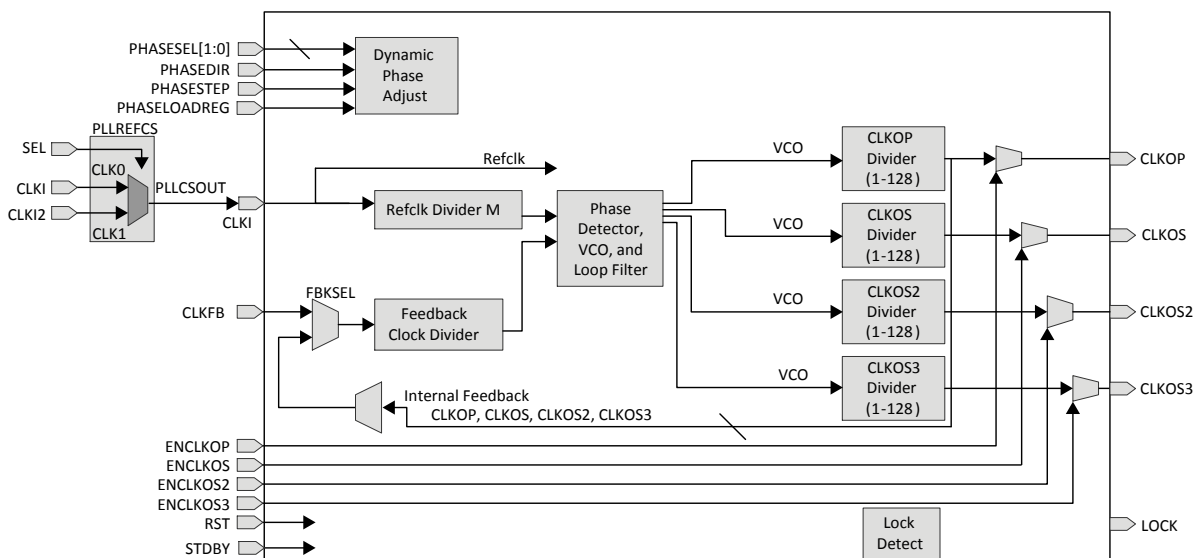 PHASESEL[1:0]
PHASEDIR
PHASESTEP
PHASELOADREG
Dynamic
Phase
Adjust
PLLREFCS
SEL
CLK0
CLKI
CLKI2
CLK1
PLLCSOUT
CLKI
Refclk
Refclk Divider M
Phase
Detector,
VCO, and
Loop Filter
VCO
CLKOP
Divider
(1-128)
CLKOP
VCO
CLKOS
Divider
(1-128)
CLKOS
CLKFB
FBKSEL
Feedback
Clock Divider
VCO
CLKOS2
Divider
(1-128)
CLKOS2
VCO
CLKOS3
Divider
(1-128)
CLKOS3
Internal Feedback
CLKOP, CLKOS, CLKOS2, CLKOS3
ENCLKOP
ENCLKOS
ENCLKOS2
ENCLKOS3
RST
STDBY
Lock
Detect
LOCK